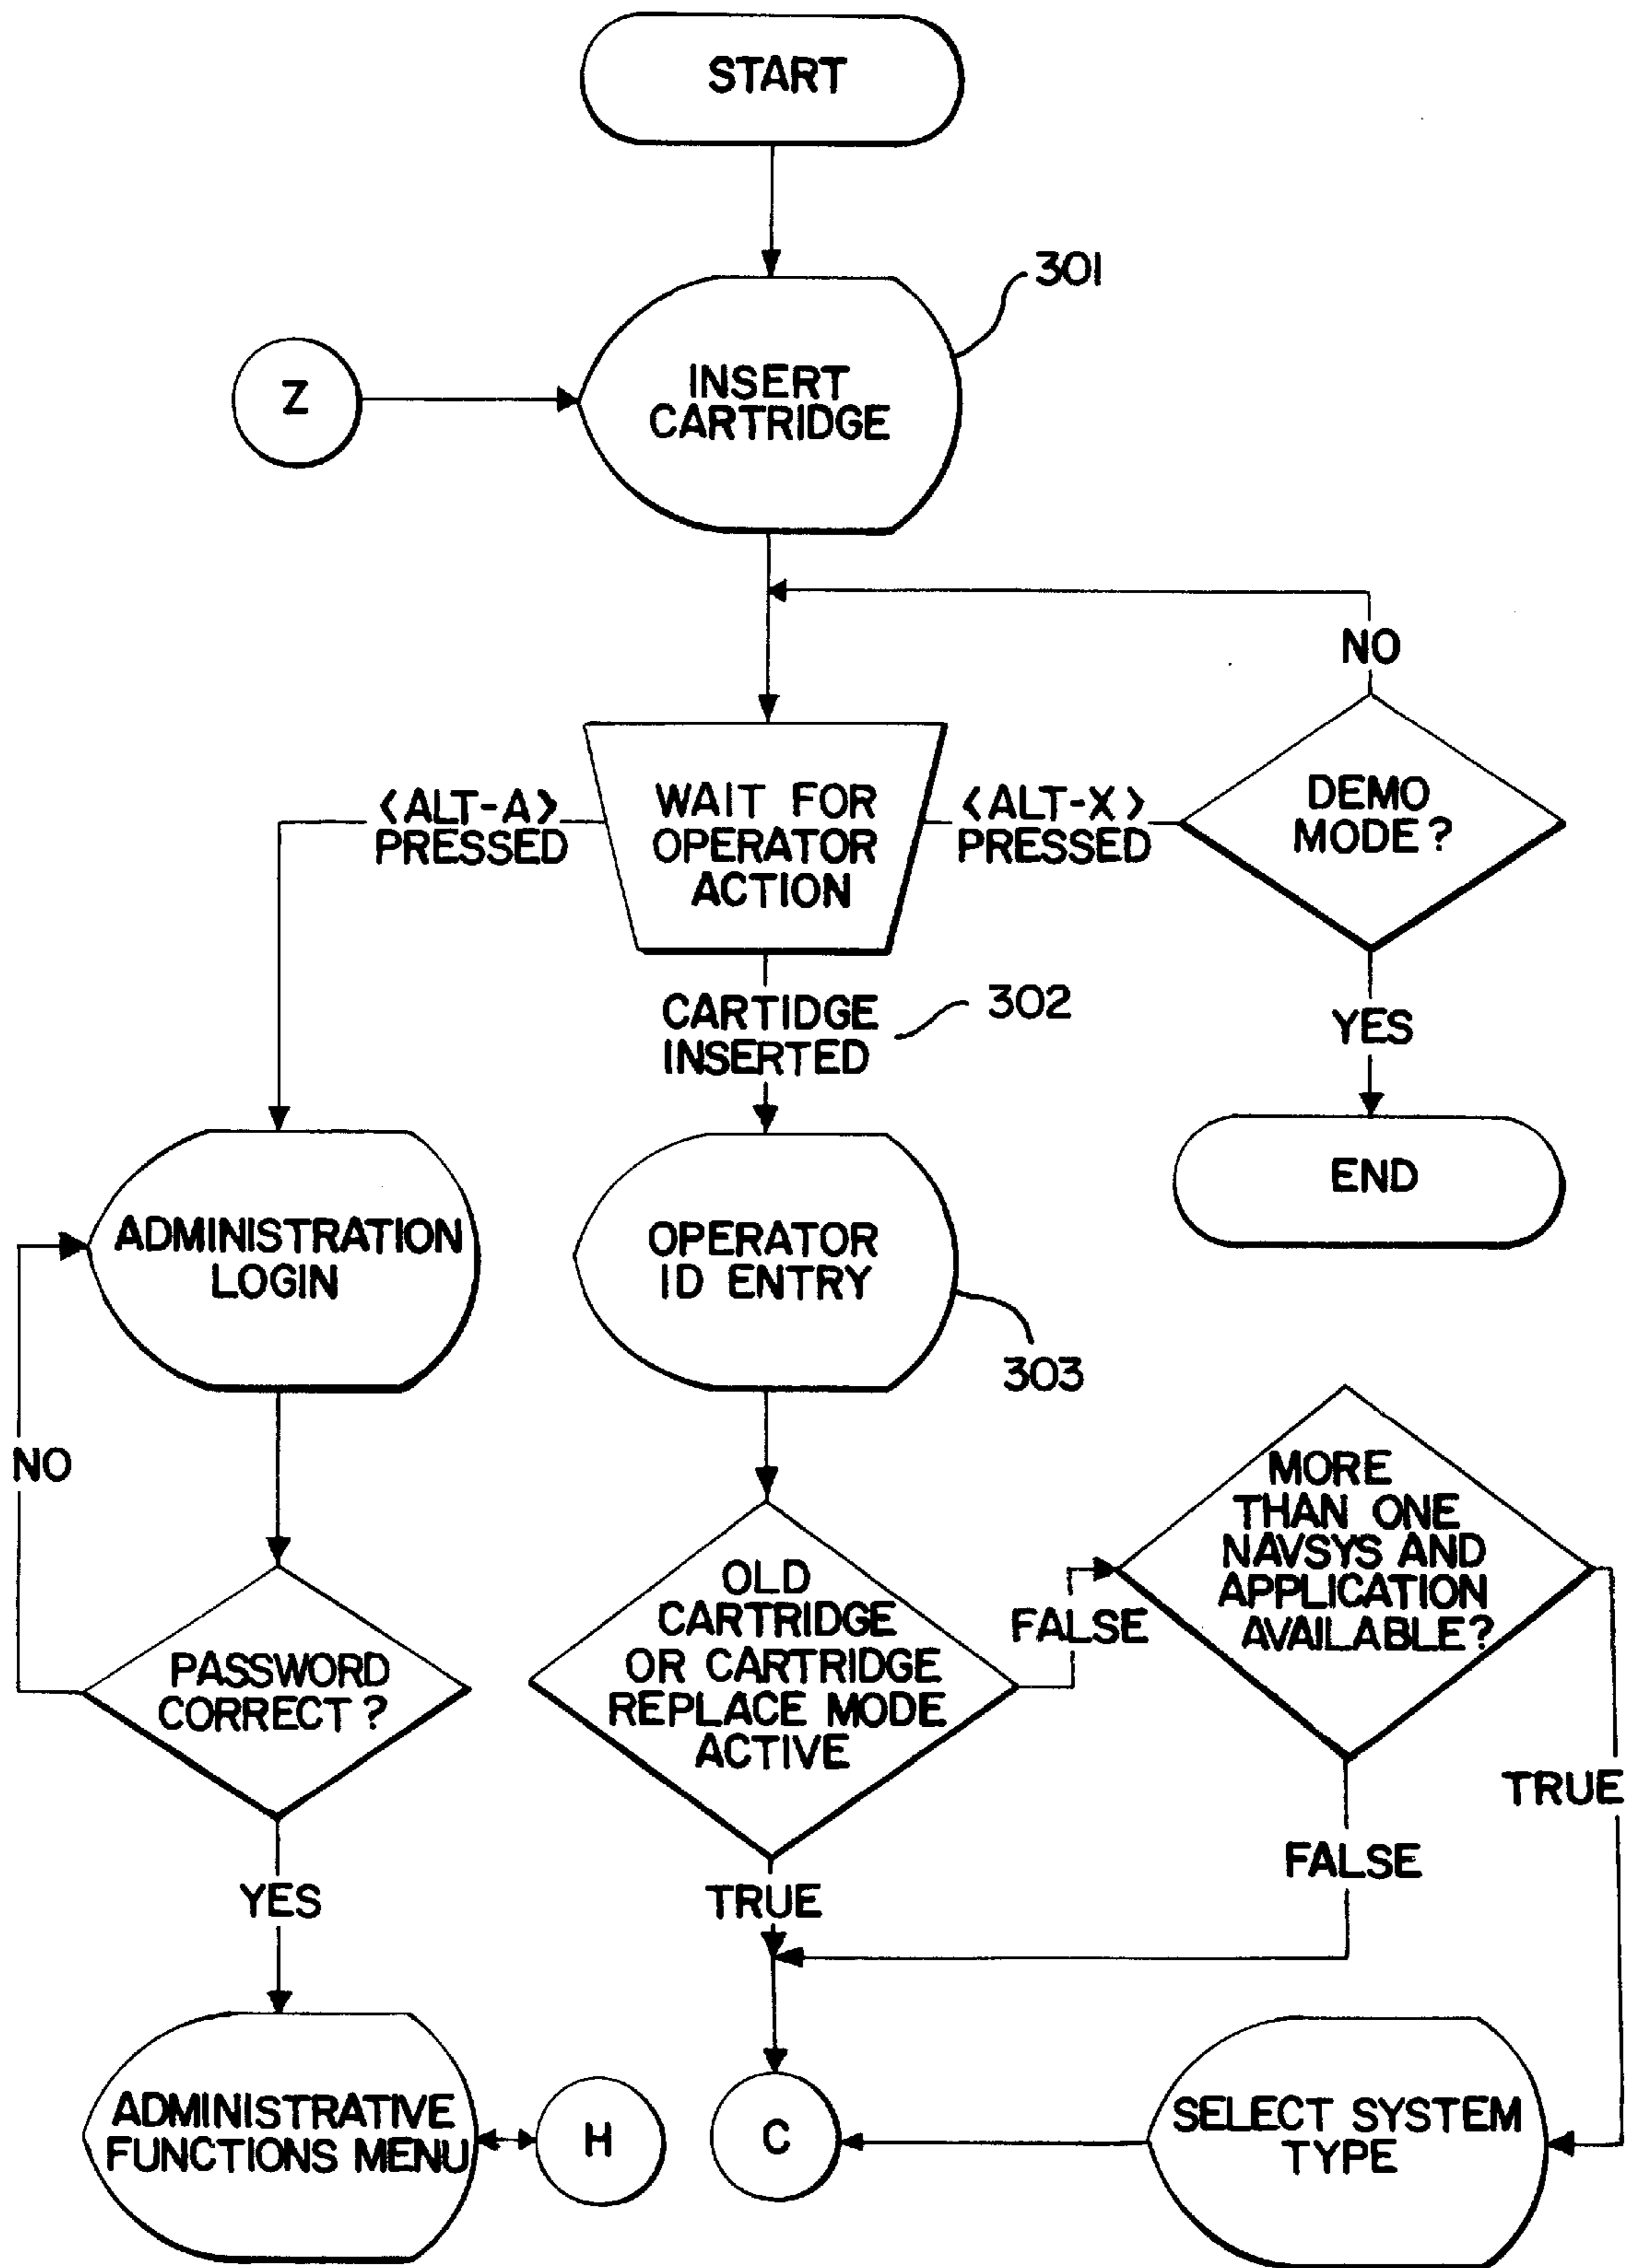 START
301
INSERT
CARTRIDGE
Z
NO
<ALT-A>
PRESSED
WAIT FOR
OPERATOR
ACTION
<ALT-X>
PRESSED
DEMO
MODE?
CARTIDGE
INSERTED
302
YES
END
ADMINISTRATION
LOGIN
OPERATOR
ID ENTRY
303
NO
MORE
THAN ONE
NAVSYS AND
APPLICATION
AVAILABLE?
OLD
CARTRIDGE
OR CARTRIDGE
REPLACE MODE
ACTIVE
FALSE
PASSWORD
CORRECT?
TRUE
FALSE
YES
TRUE
ADMINISTRATIVE
FUNCTIONS MENU
H
C
SELECT SYSTEM
TYPE